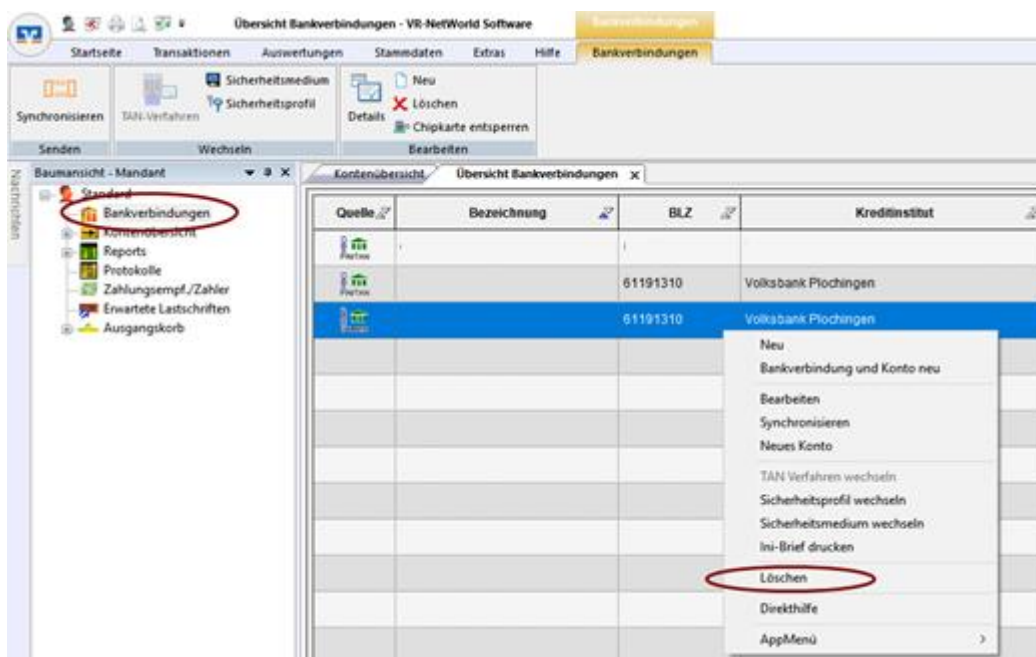 Übersicht Bankverbindungen - VR-NetWorld Software
Bankverbindungen
Startseite Transaktionen Auswertungen Stammdaten Extras Hilfe Bankverbindungen
Synchronisieren
TAN-Verfahren
Sicherheitsmedium
Sicherheitsprofil
Details
Neu
Löschen
Chipkarte entsperren
Senden Wechseln Bearbeiten
Nachrichten
Baumansicht - Mandant
Standard
Bankverbindungen
Kontenübersicht
Reports
Protokolle
Zahlungsempf./Zahler
Erwartete Lastschriften
Ausgangskorb
Kontenübersicht Übersicht Bankverbindungen x
Quelle Bezeichnung BLZ Kreditinstitut
61191310 Volksbank Plochingen
61191310 Volksbank Plochingen
Neu
Bankverbindung und Konto neu
Bearbeiten
Synchronisieren
Neues Konto
TAN Verfahren wechseln
Sicherheitsprofil wechseln
Sicherheitsmedium wechseln
Ini-Brief drucken
Löschen
Direkthilfe
AppMenü